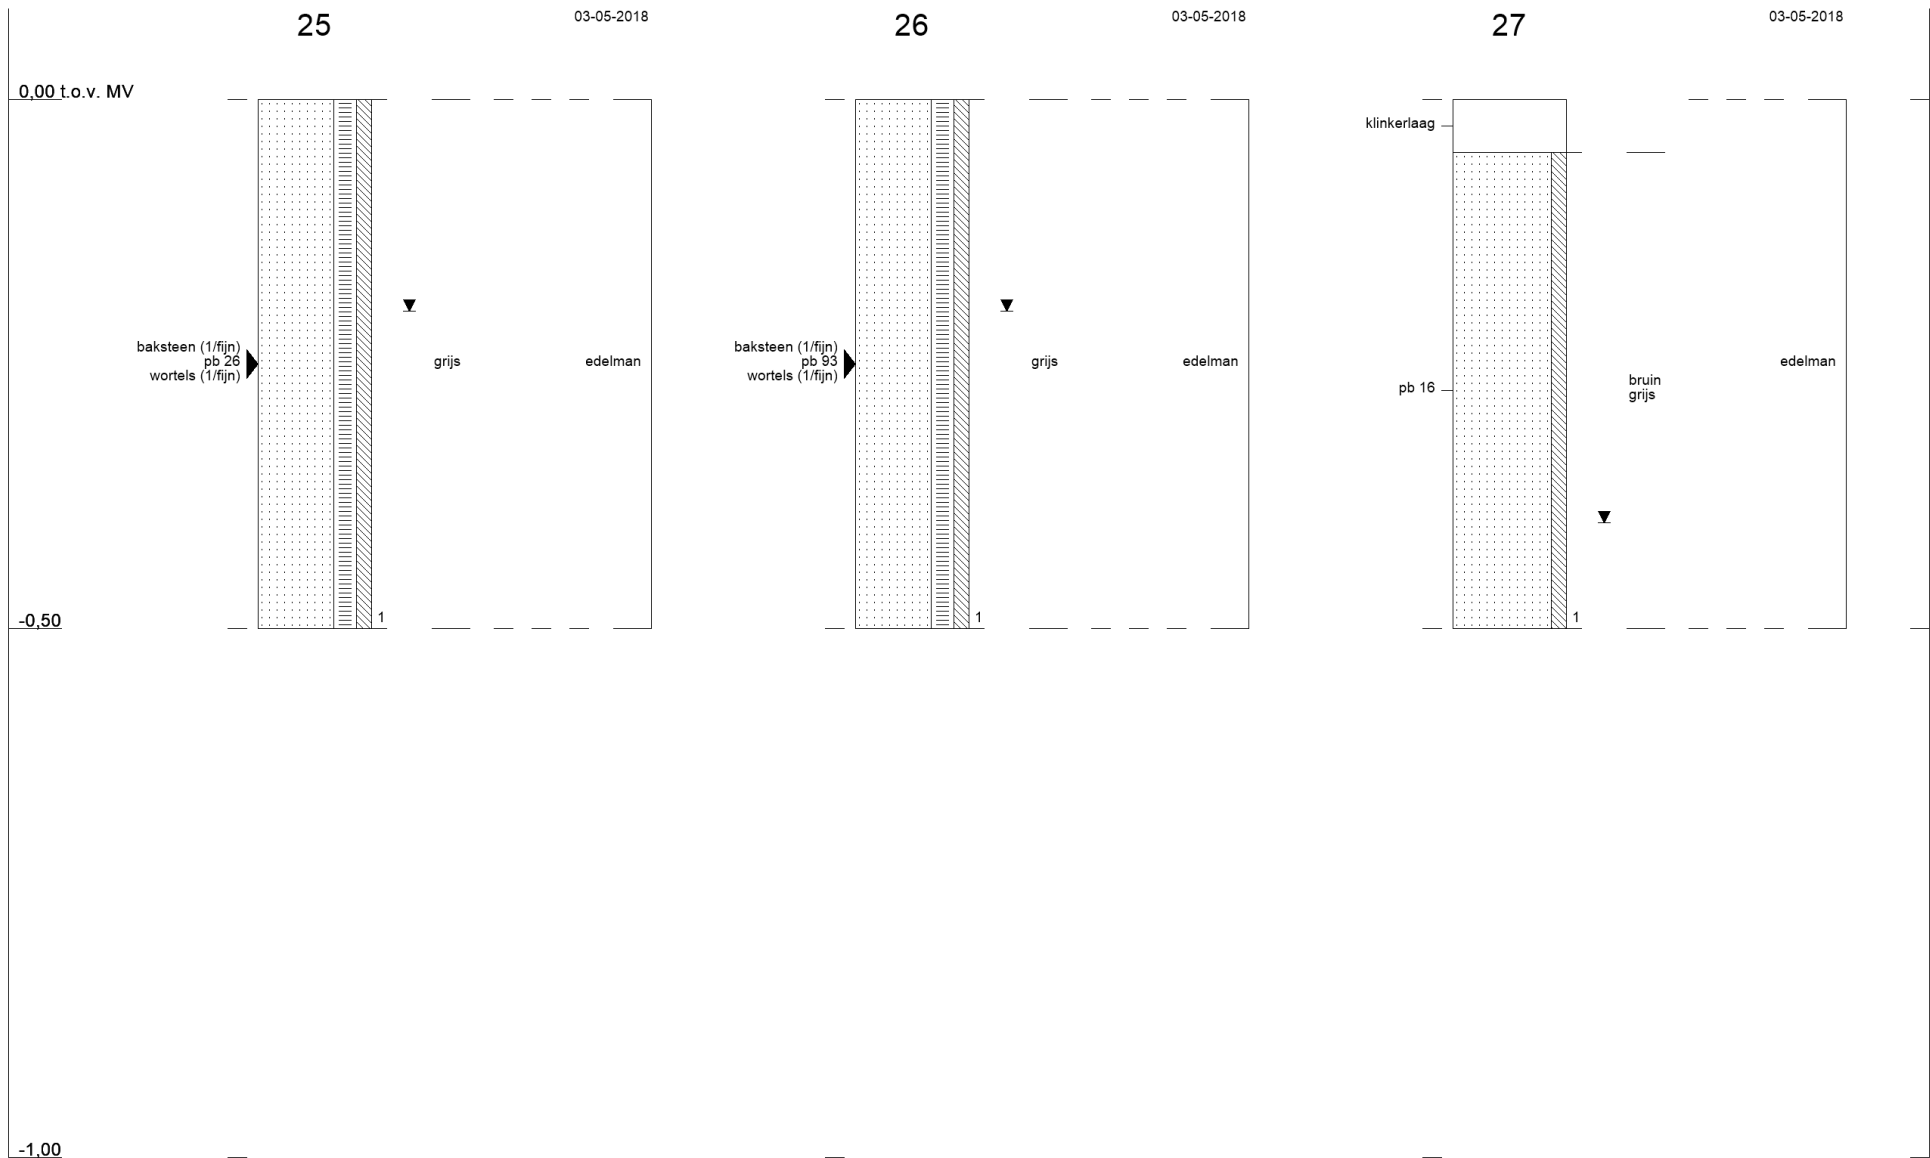 25
03-05-2018
26
03-05-2018
27
03-05-2018
0,00 t.o.v. MV
klinkerlaag
baksteen (1/fijn)
pb 26
wortels (1/fijn)
grijs
edelman
baksteen (1/fijn)
pb 93
wortels (1/fijn)
grijs
edelman
pb 16
bruin
grijs
edelman
1
1
1
-0,50
-1,00